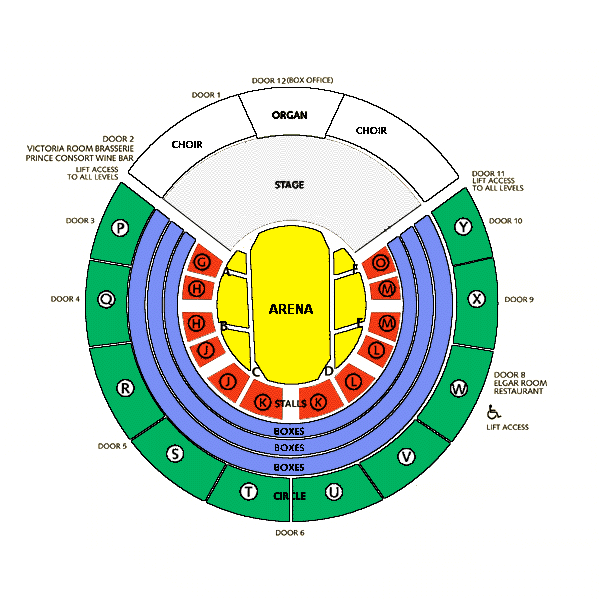 DOOR 12 (BOX OFFICE)
DOOR 1
ORGAN
CHOIR
CHOIR
DOOR 2
VICTORIA ROOM BRASSERIE
PRINCE CONSORT WINE BAR
LIFT ACCESS
TO ALL LEVELS
DOOR 11
LIFT ACCESS
TO ALL LEVELS
STAGE
DOOR 3
P
Y
DOOR 10
G
O
A
F
H
M
DOOR 4
Q
X
DOOR 9
ARENA
H
M
B
E
J
L
C
D
DOOR 8
ELGAR ROOM
RESTAURANT
R
J
L
W
K
STALLS
K
LIFT ACCESS
BOXES
BOXES
BOXES
DOOR 5
S
V
T
CIRCLE
U
DOOR 6